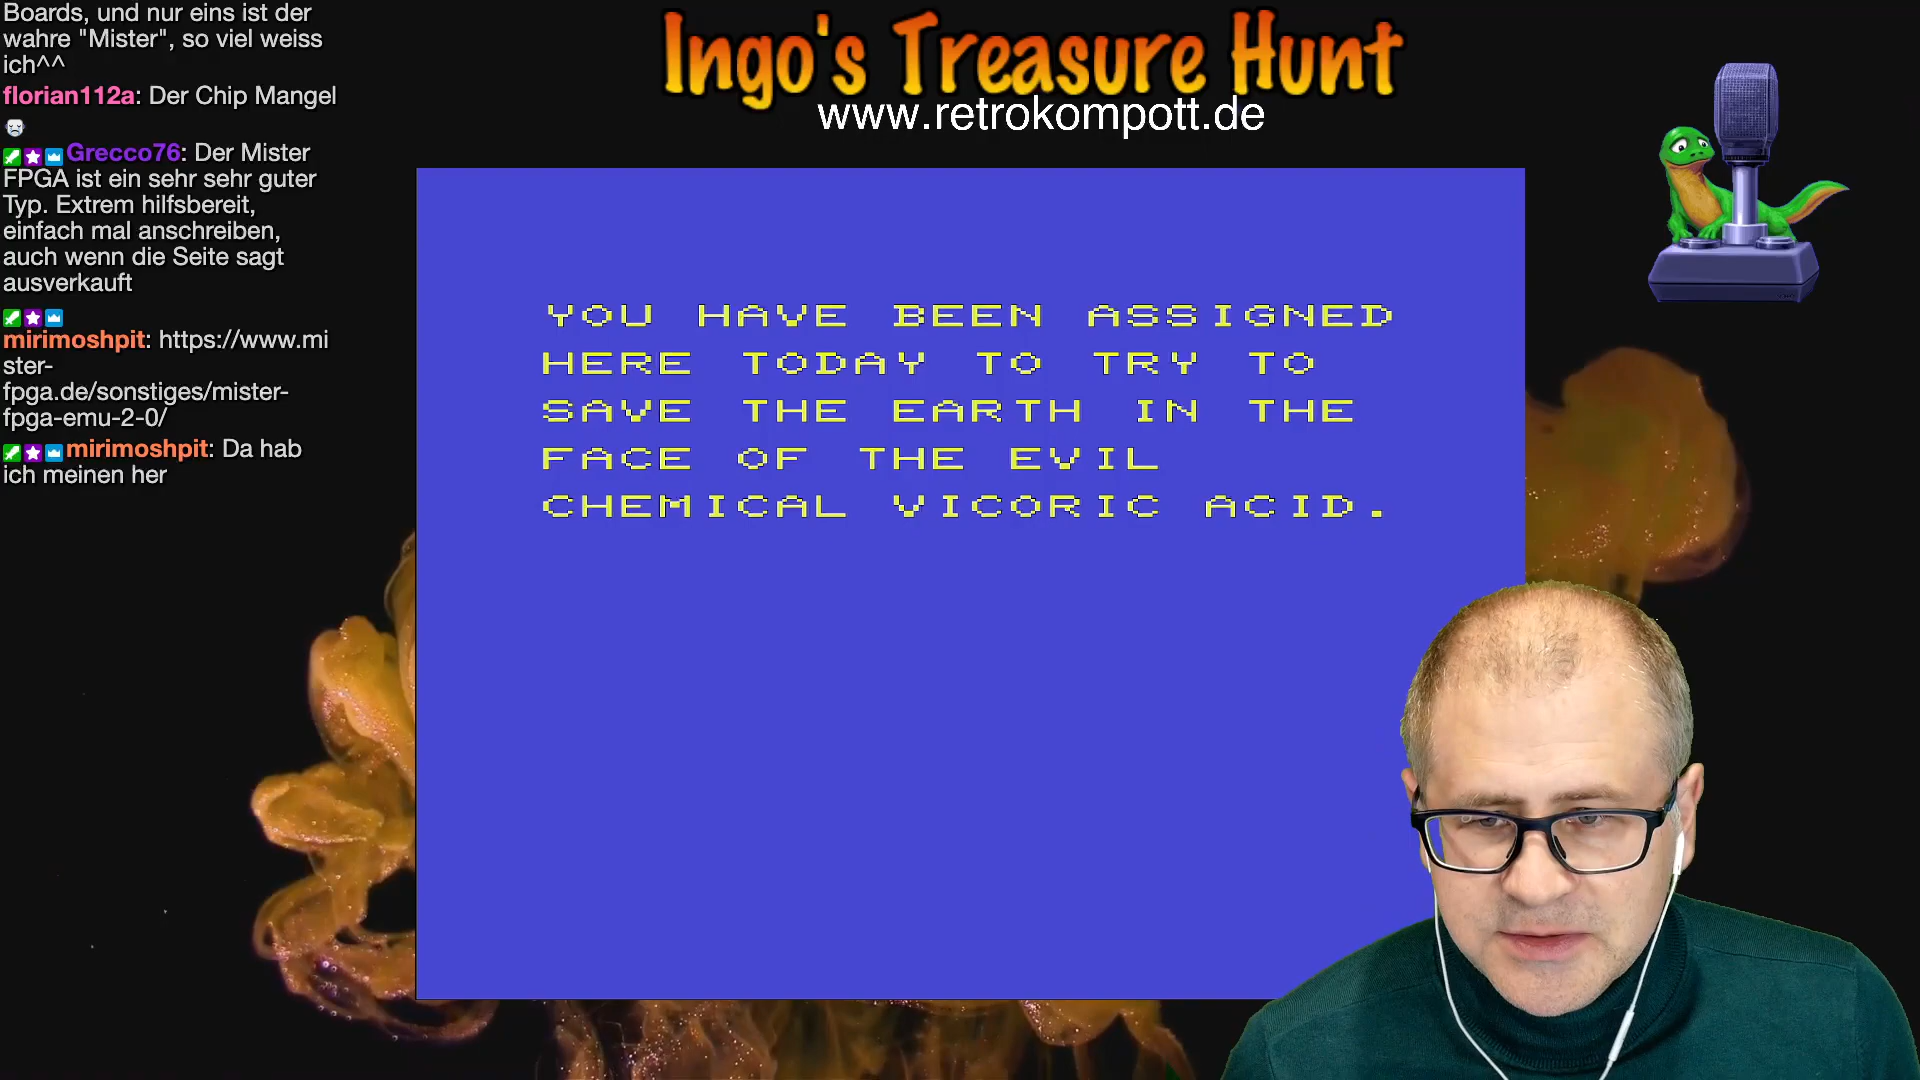 Boards, und nur eins ist der
wahre "Mister", so viel weiss
ich^^
florian112a: Der Chip Mangel
Grecco76: Der Mister
FPGA ist ein sehr sehr guter
Typ. Extrem hilfsbereit,
einfach mal anschreiben,
auch wenn die Seite sagt
ausverkauft
mirimoshpit: https://www.mi
ster-
fpga.de/sonstiges/mister-
fpga-emu-2-0/
mirimoshpit: Da hab
ich meinen her
Ingo's Treasure Hunt
www.retrokompott.de
YOU HAVE BEEN ASSIGNED
HERE TODAY TO TRY TO
SAVE THE EARTH IN THE
FACE OF THE EVIL
CHEMICAL VICORIC ACID.